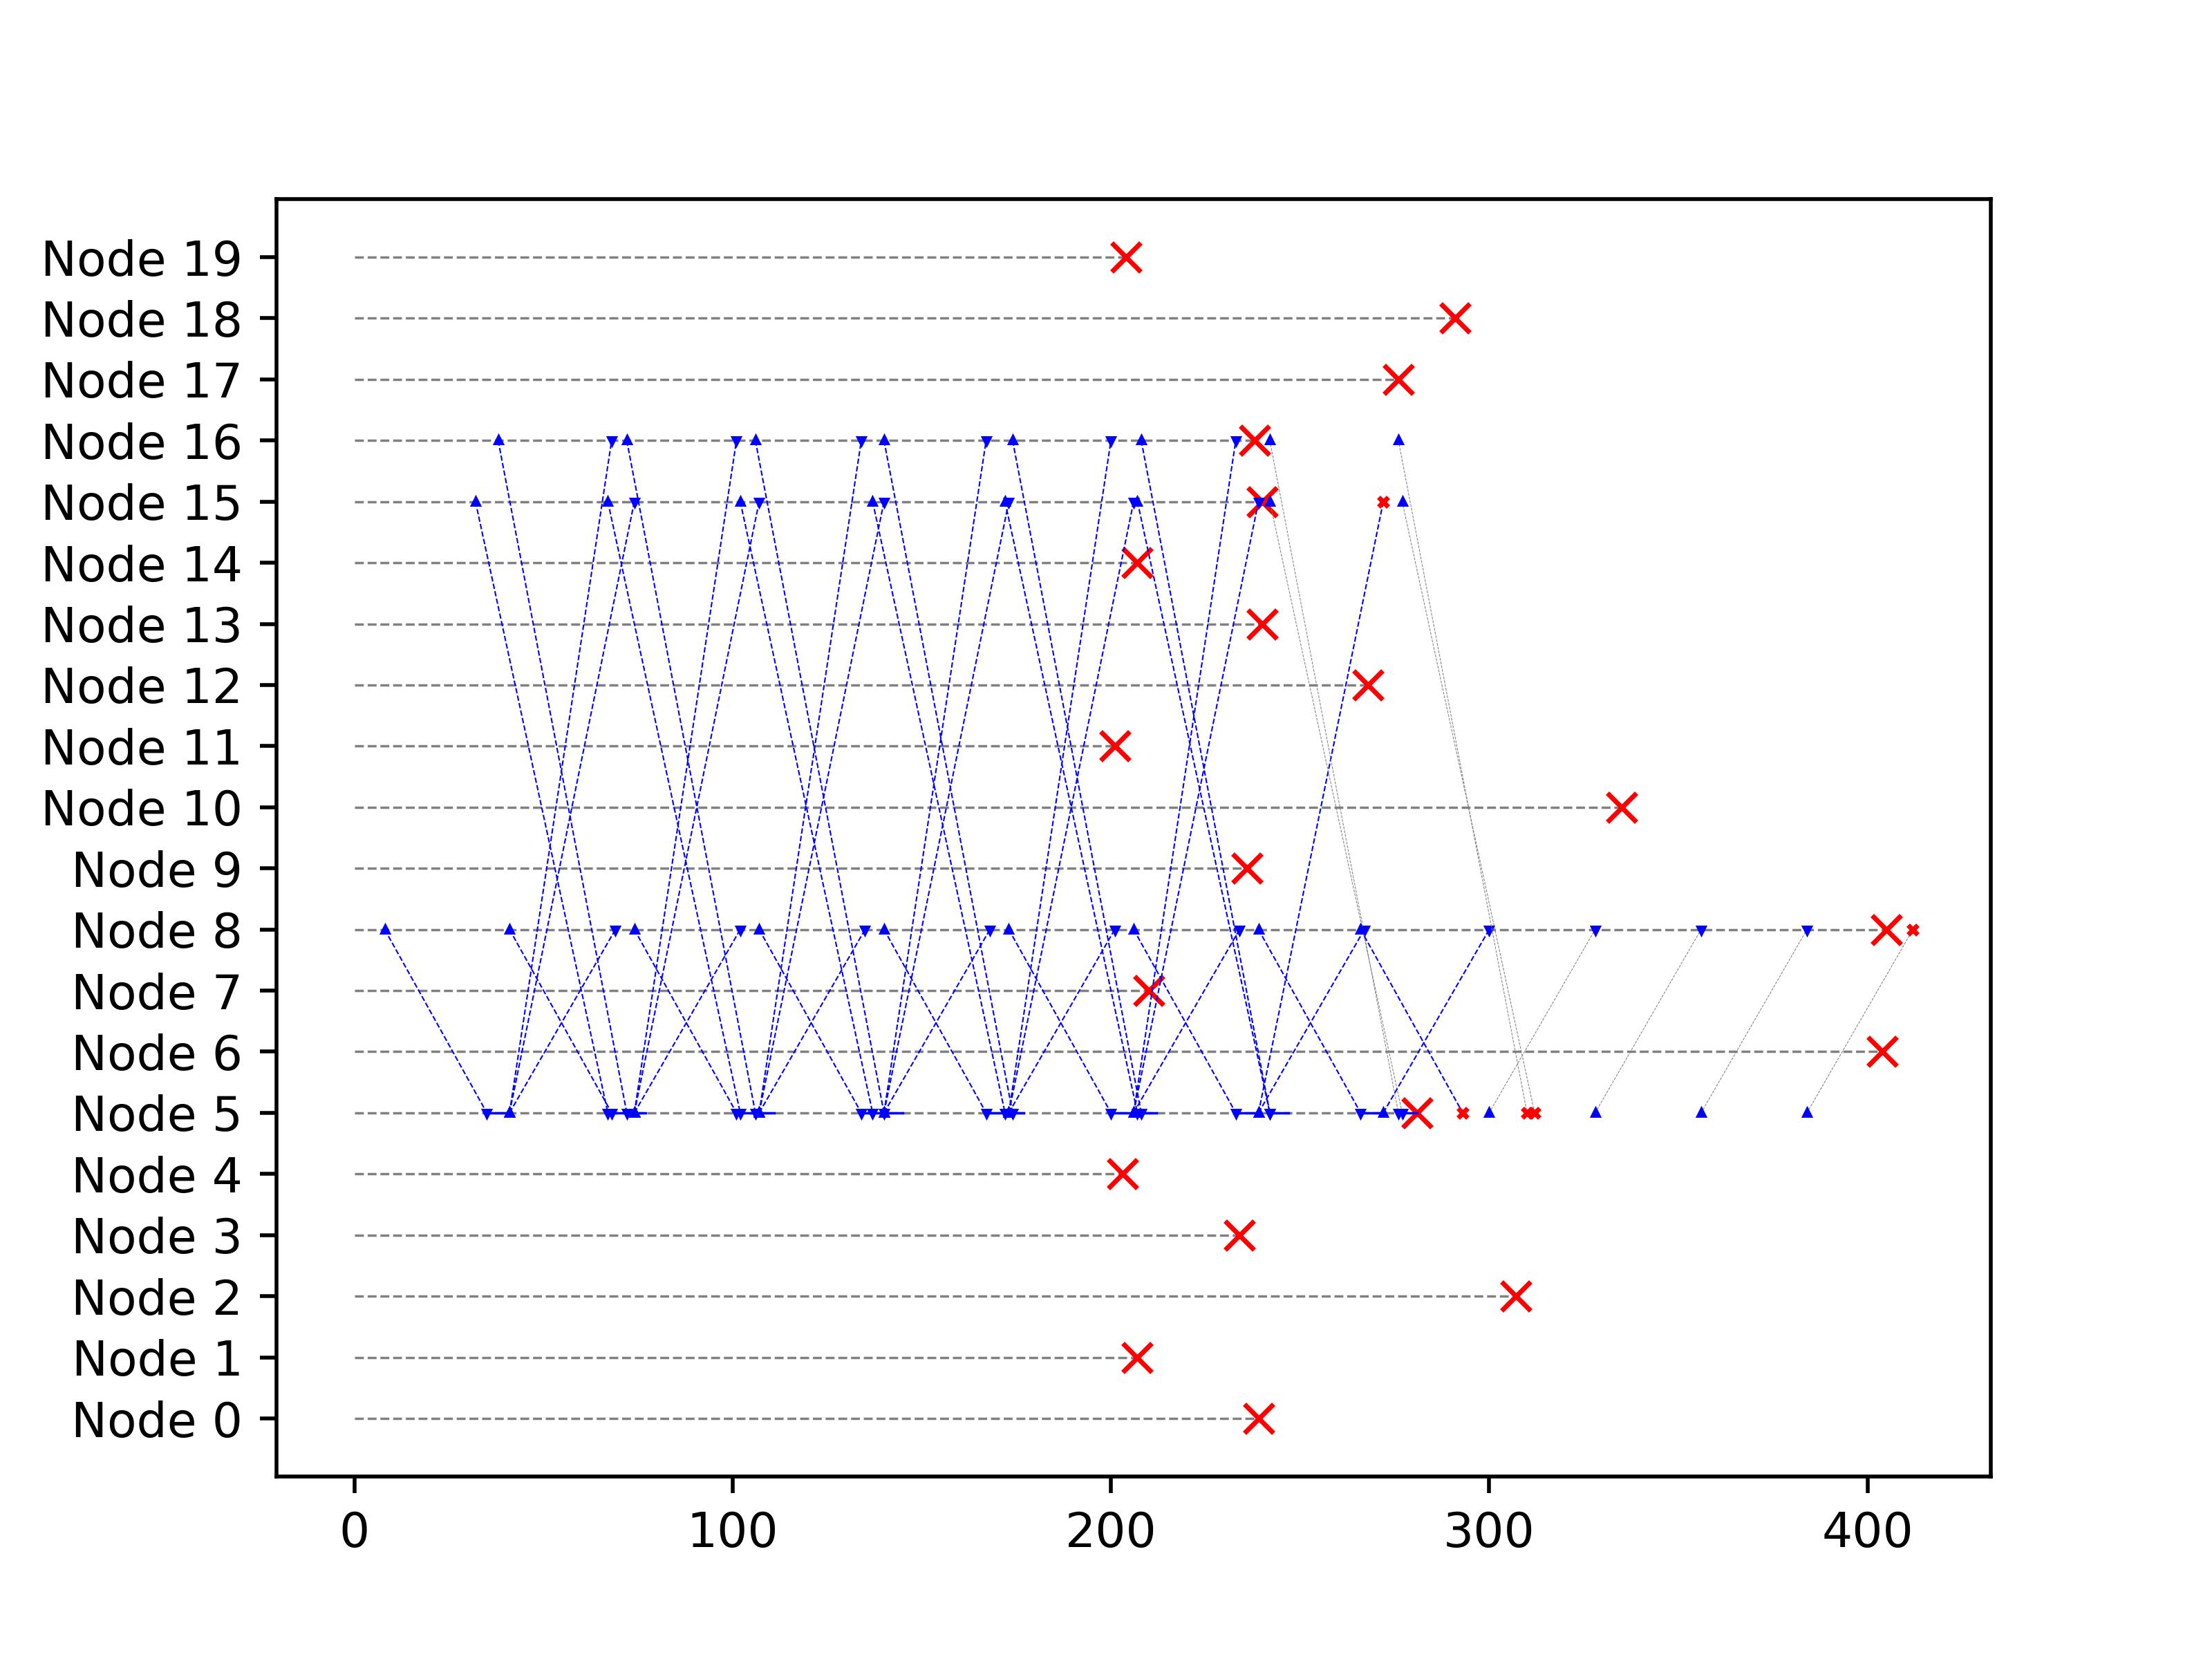 Node 19
Node 18
Node 17
Node 16
Node 15
Node 14
Node 13
Node 12
Node 11
Node 10
Node 9
Node 8
Node 7
Node 6
Node 5
Node 4
Node 3
Node 2
Node 1
Node 0
0 100 200 300 400